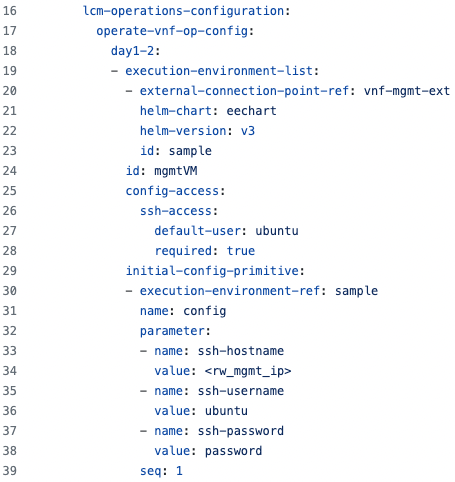 16 lcm-operations-configuration:
17 operate-vnf-op-config:
18 day1-2:
19 - execution-environment-list:
20 - external-connection-point-ref: vnf-mgmt-ext
21 helm-chart: eechart
22 helm-version: v3
23 id: sample
24 id: mgmtVM
25 config-access:
26 ssh-access:
27 default-user: ubuntu
28 required: true
29 initial-config-primitive:
30 - execution-environment-ref: sample
31 name: config
32 parameter:
33 - name: ssh-hostname
34 value: <rw_mgmt_ip>
35 - name: ssh-username
36 value: ubuntu
37 - name: ssh-password
38 value: password
39 seq: 1